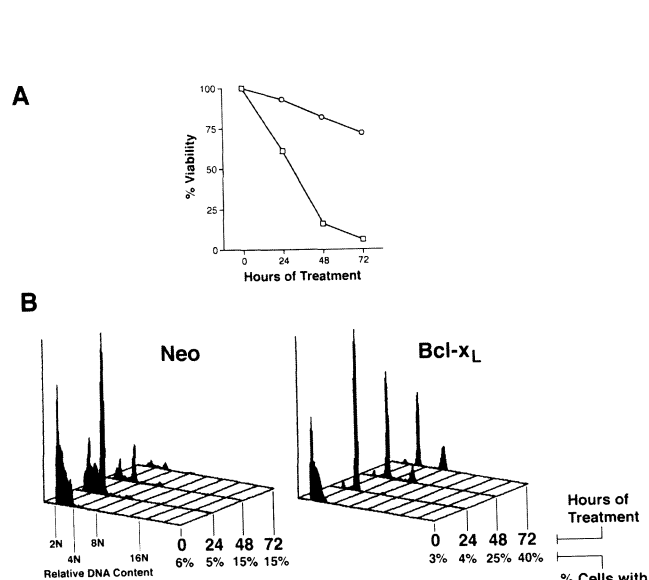 A
100
75
50
25
0
% Viability
0 24 48 72
Hours of Treatment
B
Neo
Bcl-xL
2N 8N
4N 16N
Relative DNA Content
0 24 48 72
6% 5% 15% 15%
0 24 48 72
3% 4% 25% 40%
Hours of
Treatment
% Cells with